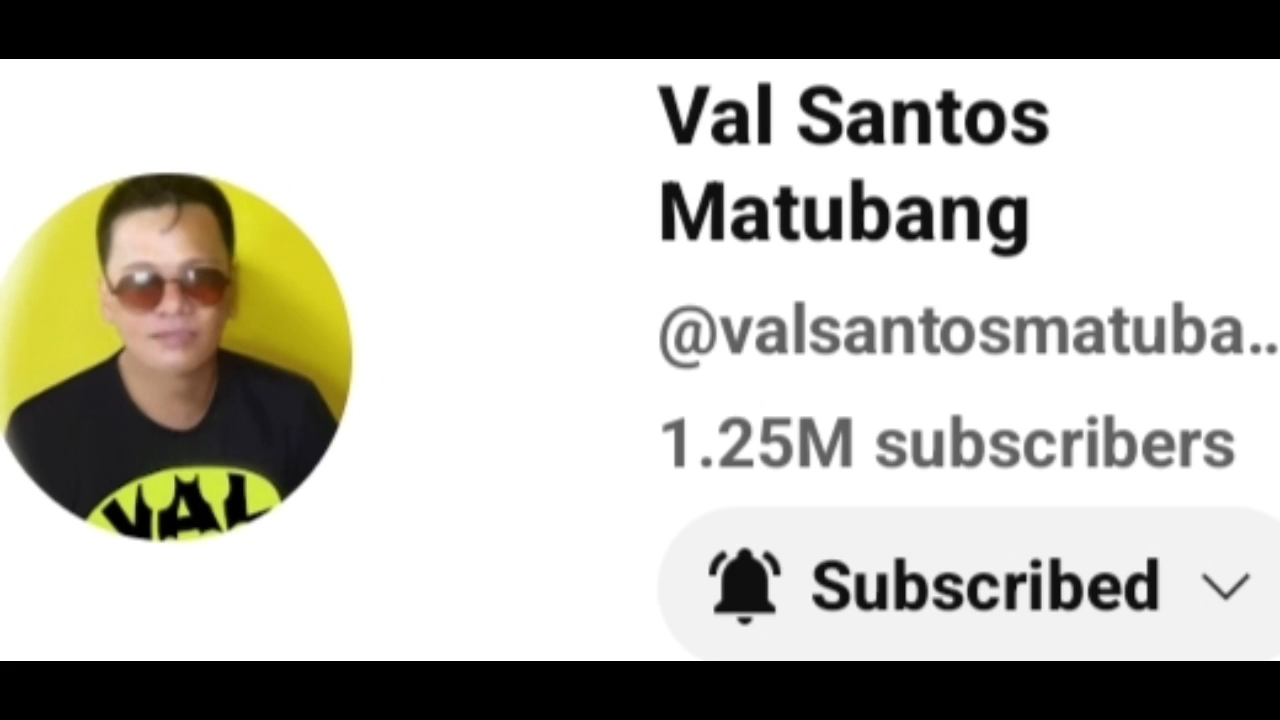 Val Santos
Matubang
@valsantosmatuba..
1.25M subscribers
Subscribed
VAL